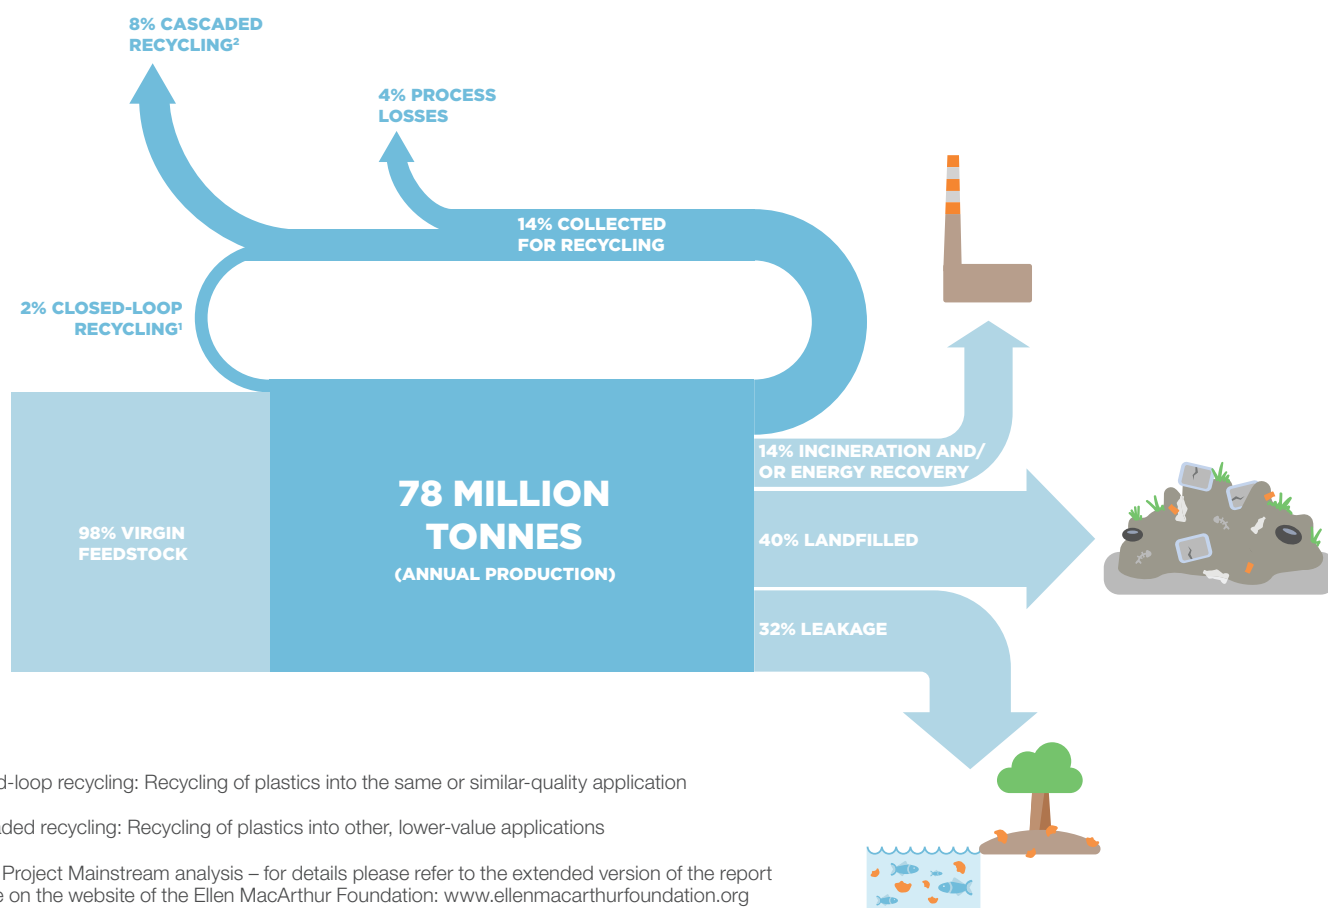 8% CASCADED
RECYCLING²
4% PROCESS
LOSSES
14% COLLECTED
FOR RECYCLING
2% CLOSED-LOOP
RECYCLING¹
98% VIRGIN
FEEDSTOCK
78 MILLION
TONNES
(ANNUAL PRODUCTION)
14% INCINERATION AND/
OR ENERGY RECOVERY
40% LANDFILLED
32% LEAKAGE
d-loop recycling: Recycling of plastics into the same or similar-quality application
aded recycling: Recycling of plastics into other, lower-value applications
Project Mainstream analysis – for details please refer to the extended version of the report
e on the website of the Ellen MacArthur Foundation: www.ellenmacarthurfoundation.org